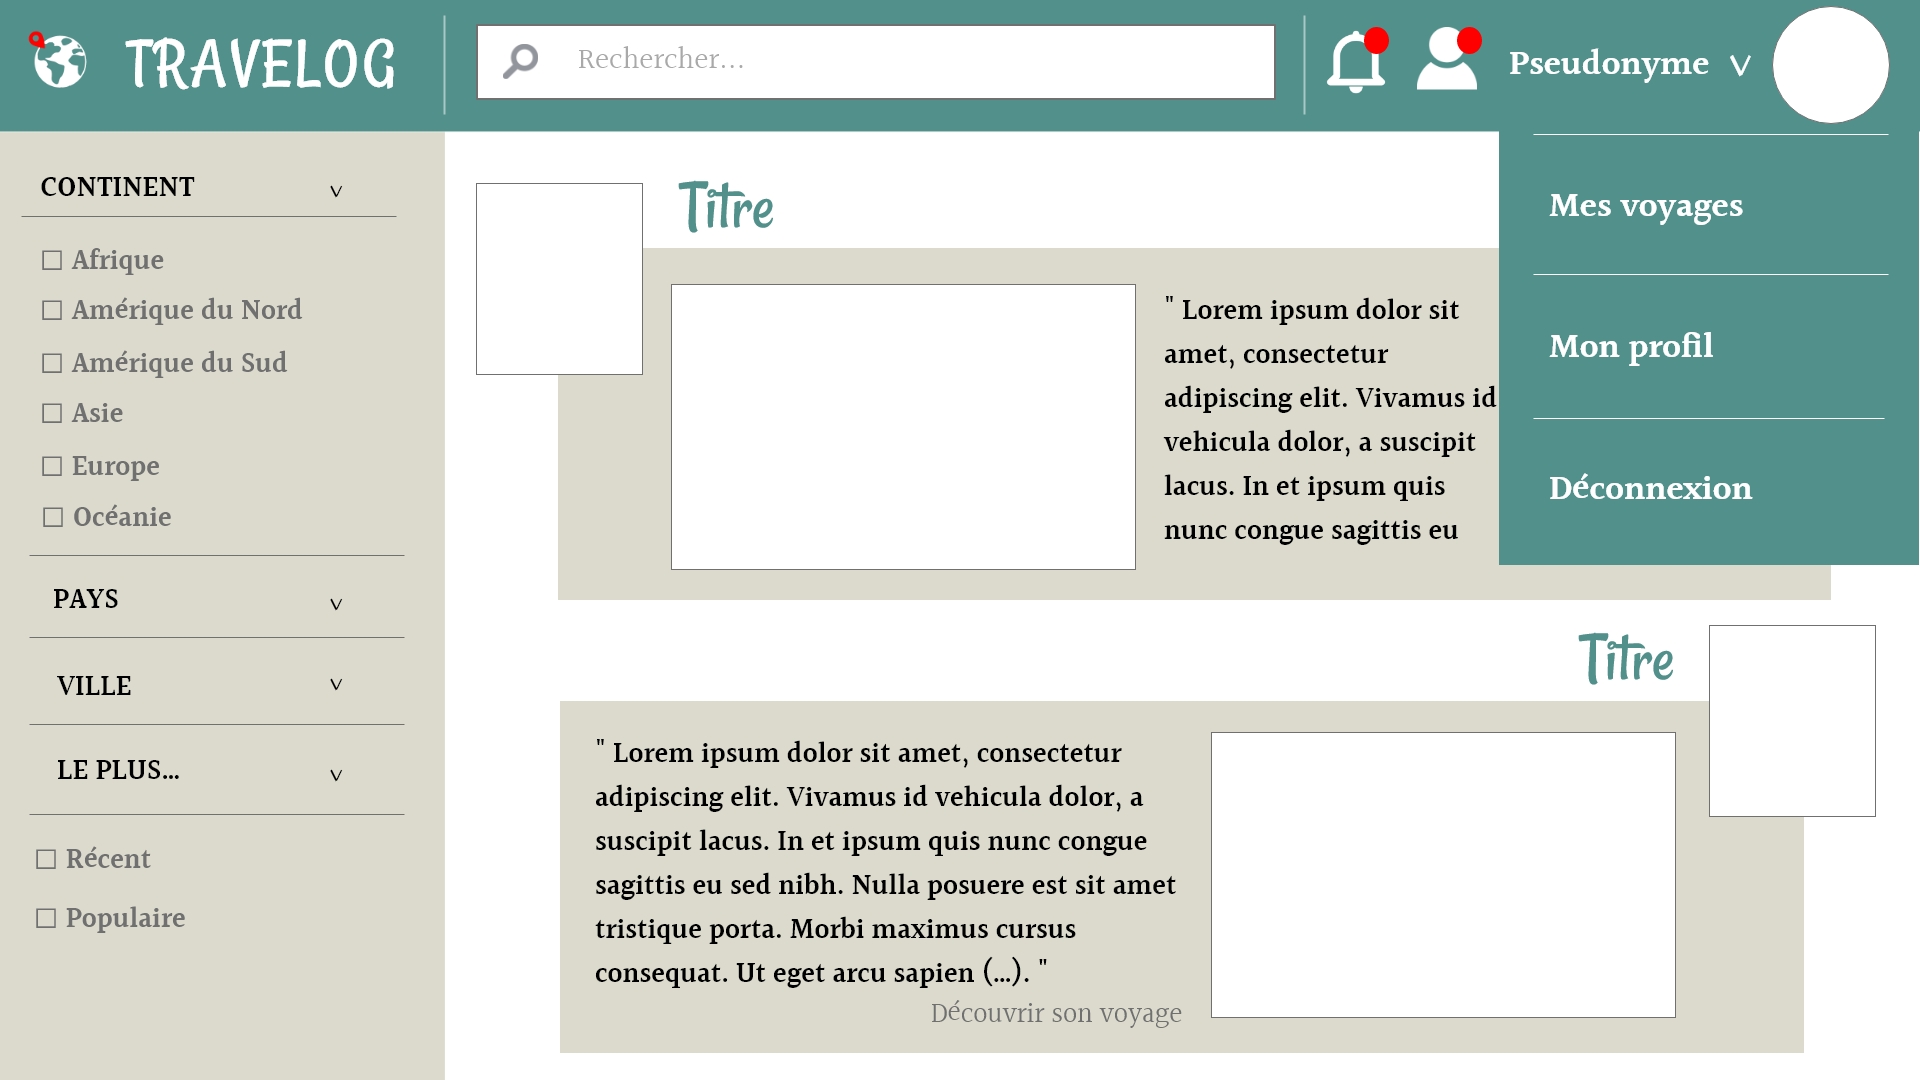 TRAVELOG
Rechercher...
Pseudonyme
Mes voyages
Mon profil
Déconnexion
CONTINENT
Afrique
Amérique du Nord
Amérique du Sud
Asie
Europe
Océanie
PAYS
VILLE
LE PLUS...
Récent
Populaire
Titre
" Lorem ipsum dolor sit
amet, consectetur
adipiscing elit. Vivamus id
vehicula dolor, a suscipit
lacus. In et ipsum quis
nunc congue sagittis eu
Titre
" Lorem ipsum dolor sit amet, consectetur
adipiscing elit. Vivamus id vehicula dolor, a
suscipit lacus. In et ipsum quis nunc congue
sagittis eu sed nibh. Nulla posuere est sit amet
tristique porta. Morbi maximus cursus
consequat. Ut eget arcu sapien (...). "
Découvrir son voyage